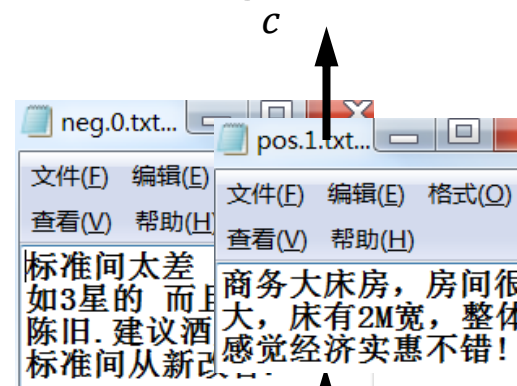 c
neg.0.txt...
文件(F) 编辑(E)
查看(V) 帮助(H)
标准间太差
如3星的 而且
陈旧.建议酒
标准间从新改善.
pos.1.txt...
文件(F) 编辑(E) 格式(O)
查看(V) 帮助(H)
商务大床房，房间很
大，床有2M宽，整体
感觉经济实惠不错!